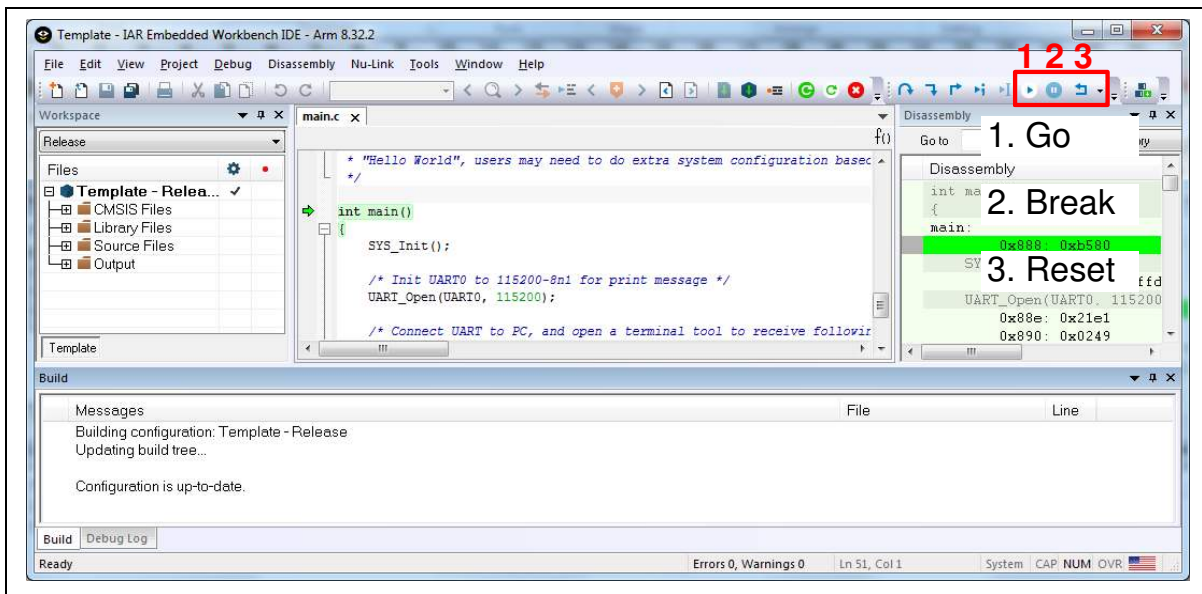 Template - IAR Embedded Workbench IDE - Arm 8.32.2
File Edit View Project Debug Disassembly Nu-Link Tools Window Help
1 2 3
Workspace
main.c
Disassembly
Release
f()
Go to
Files
Template - Relea...
CMSIS Files
Library Files
Source Files
Output
Template
* "Hello World", users may need to do extra system configuration based
*/
int main()
{
SYS_Init();
/* Init UART0 to 115200-8n1 for print message */
UART_Open(UART0, 115200);
/* Connect UART to PC, and open a terminal tool to receive followir
1. Go
Disassembly
int ma
{
2. Break
main:
0x888: 0xb580
SY
3. Reset
ffd
UART_Open(UART0, 115200
0x88e: 0x21e1
0x890: 0x0249
Build
Messages File Line
Building configuration: Template - Release
Updating build tree...
Configuration is up-to-date.
Build Debug Log
Ready Errors 0, Warnings 0 Ln 51, Col 1 System CAP NUM OVR